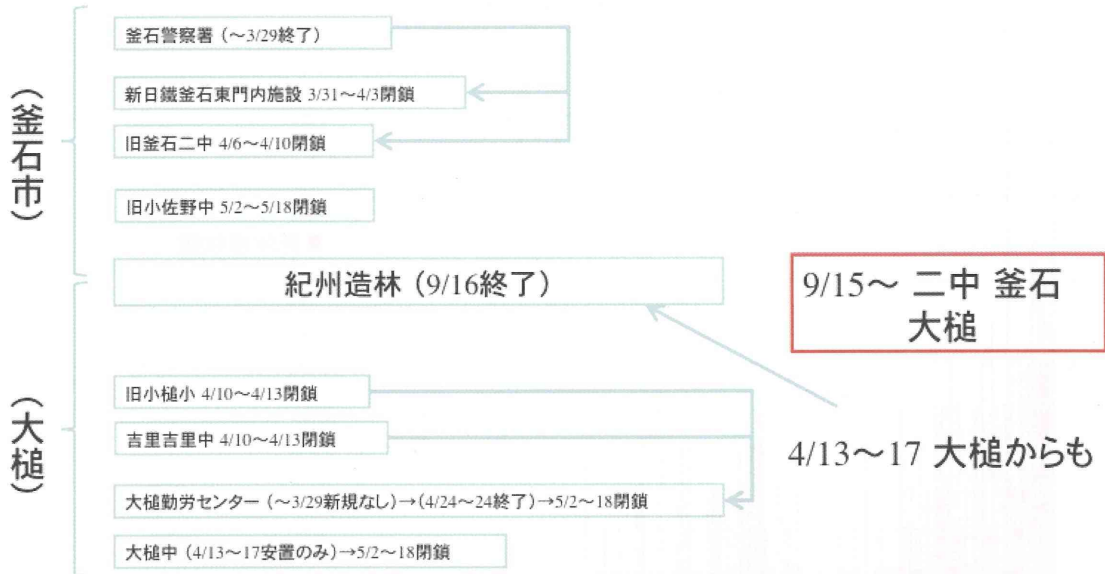 (釜石市)
釜石警察署(~3/29終了)
新日鐵釜石東門内施設 3/31~4/3閉鎖
旧釜石二中 4/6~4/10閉鎖
旧小佐野中 5/2~5/18閉鎖
紀州造林(9/16終了)
9/15~ 二中 釜石
大槌
(大槌)
旧小槌小 4/10~4/13閉鎖
吉里吉里中 4/10~4/13閉鎖
4/13~17 大槌からも
大槌勤労センター(~3/29新規なし)→(4/24~24終了)→5/2~18閉鎖
大槌中(4/13~17安置のみ)→5/2~18閉鎖